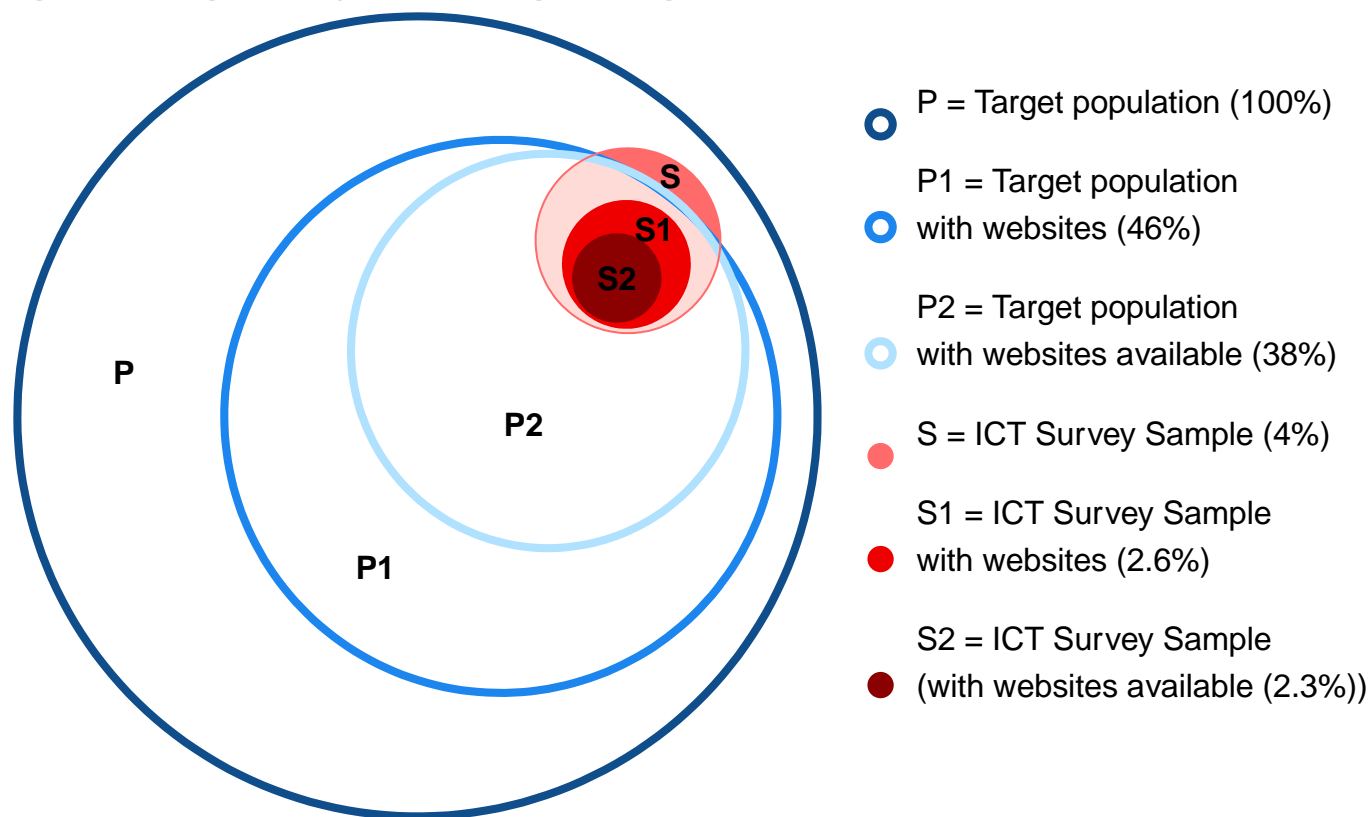 P = Target population (100%)
P1 = Target population
with websites (46%)
P2 = Target population
with websites available (38%)
S = ICT Survey Sample (4%)
S1 = ICT Survey Sample
with websites (2.6%)
S2 = ICT Survey Sample
(with websites available (2.3%))
S
S1
S2
P
P2
P1